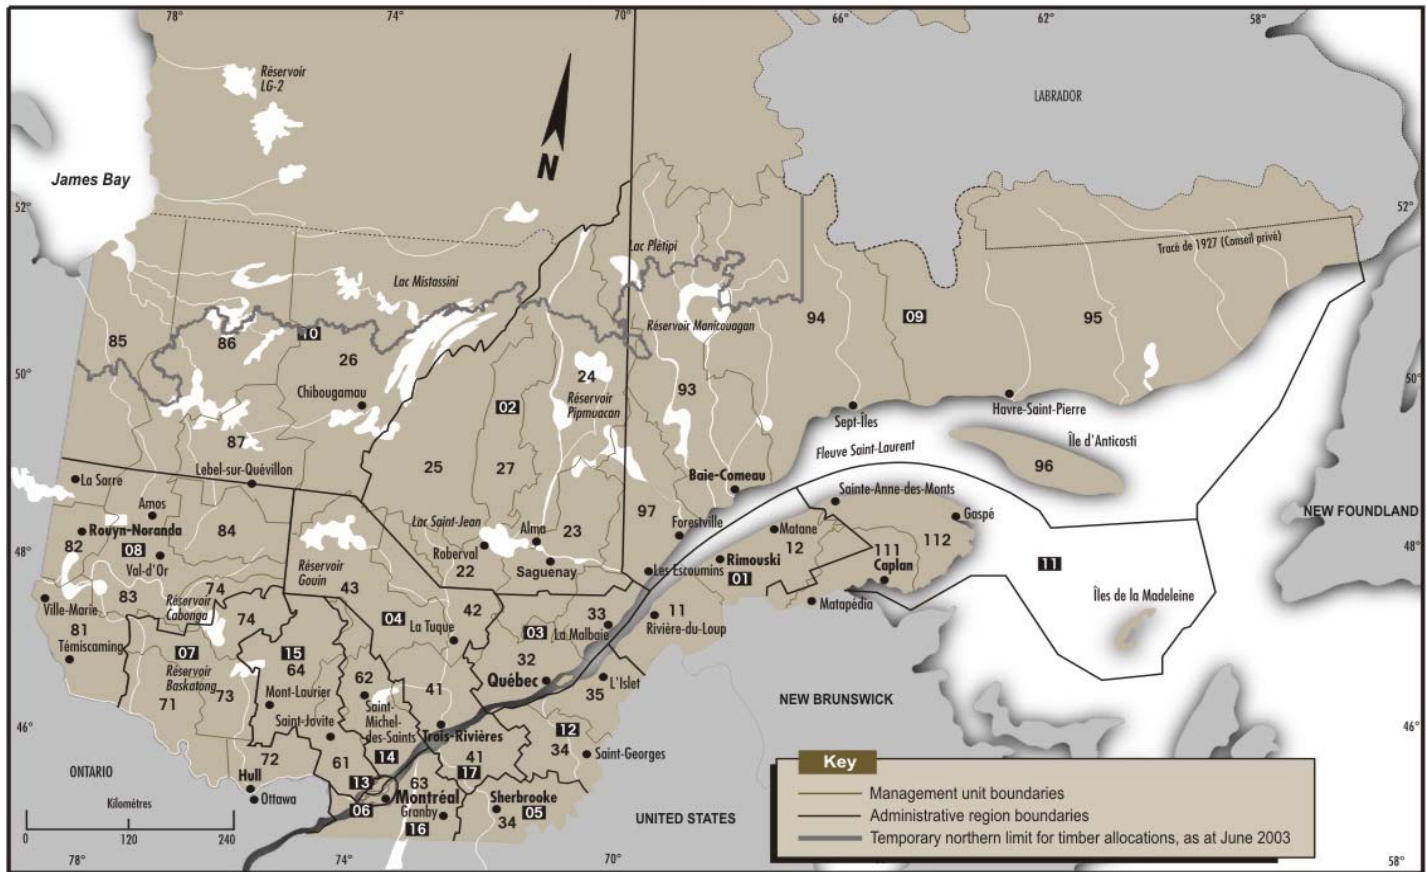 78°
74°
70°
66°
62°
58°
Réservoir
LG-2
LABRADOR
N
James Bay
52°
52°
Lac Plétipi
Tracé de 1927 (Conseil privé)
Lac Mistassini
85
86
10
26
Réservoir Manicouagan
94
09
95
50°
50°
Chibougamau
24
93
Réservoir
Pipmuacan
02
Havre-Saint-Pierre
Sept-Îles
87
Île d'Anticosti
Fleuve Saint-Laurent
25
27
96
Lebel-sur-Quévillon
La Sarre
Baie-Comeau
Sainte-Anne-des-Monts
Amos
97
Forestville
Gaspé
NEW FOUNDLAND
Rouyn-Noranda
84
Lac Saint-Jean
Alma
23
Matane
112
82
08
Roberval
12
111
48°
48°
Val-d'Or
Réservoir
Gouin
22
Saguenay
Les Escoumins
Rimouski
01
Caplan
11
83
74
43
Ville-Marie
Réservoir
Cabonga
42
33
11
Matapédia
Îles de la Madeleine
74
04
03
La Malbaie
Rivière-du-Loup
81
La Tuque
Témiscaming
07
15
32
Réservoir
Baskatong
64
62
Québec
L'Islet
71
73
Mont-Laurier
41
35
NEW BRUNSWICK
Saint-
Michel-
des-Saints
46°
46°
Saint-Jovite
Trois-Rivières
12
34
Saint-Georges
72
61
14
41
17
ONTARIO
Hull
13
63
Ottawa
06
Montréal
Sherbrooke
Granby
34
05
16
UNITED STATES
Kilomètres
0
120
240
78°
74°
70°
58°
Key
Management unit boundaries
Administrative region boundaries
Temporary northern limit for timber allocations, as at June 2003